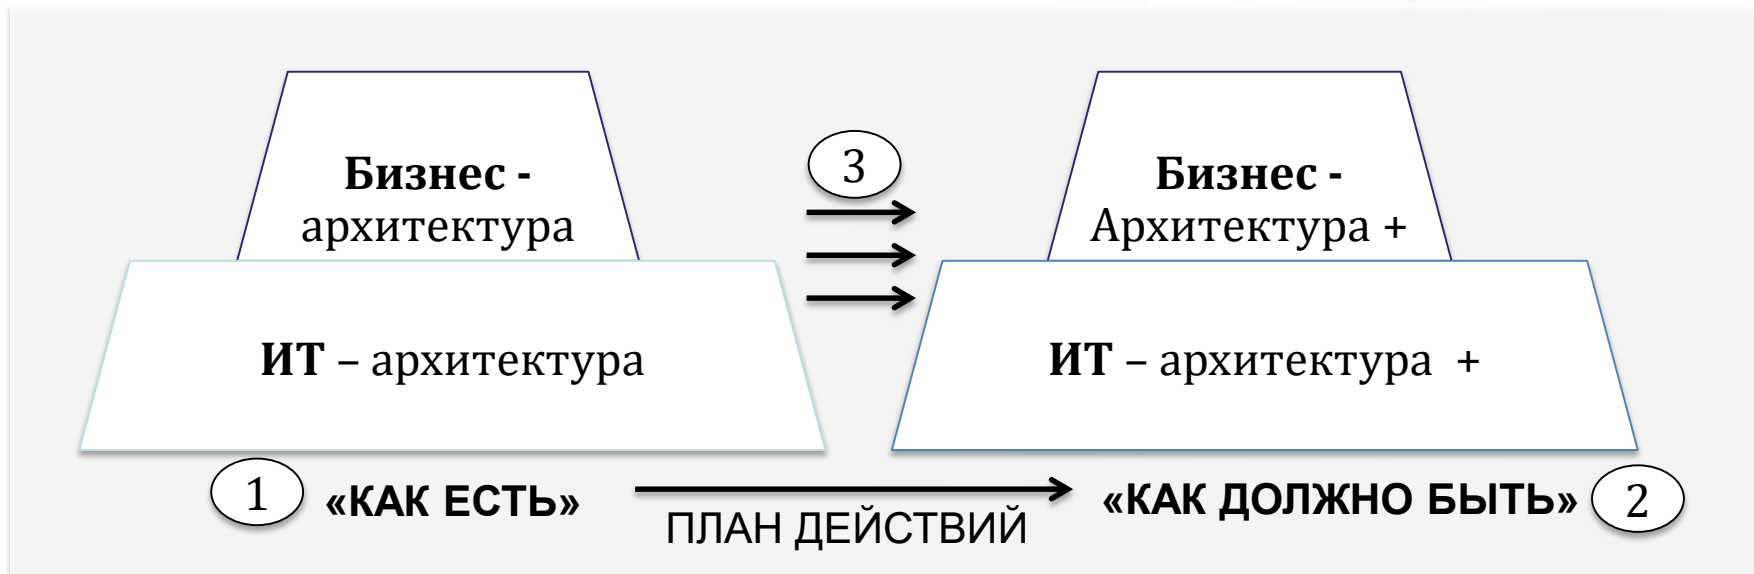 Бизнес -
архитектура
ИТ – архитектура
3
Бизнес -
Архитектура +
ИТ – архитектура +
1
«КАК ЕСТЬ»
ПЛАН ДЕЙСТВИЙ
«КАК ДОЛЖНО БЫТЬ»
2